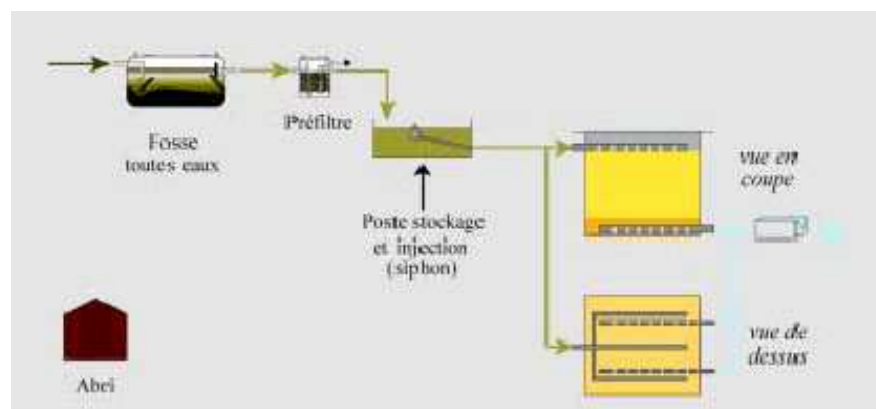 Fosse
toutes eaux
Préfiltre
Poste stockage
et injection
(siphon)
vue en
coupe
vue de
dessus
Abri